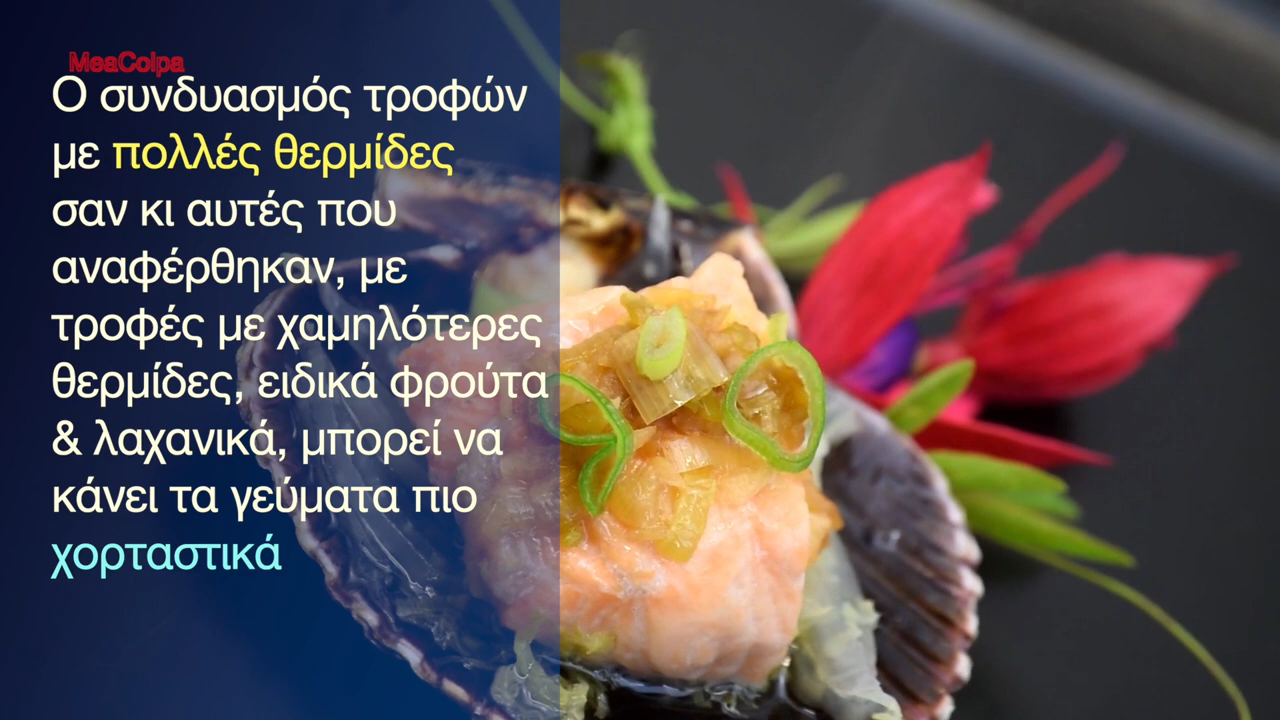 MeaColpa
Ο συνδυασμός τροφών
με πολλές θερμίδες
σαν κι αυτές που
αναφέρθηκαν, με
τροφές με χαμηλότερες
θερμίδες, ειδικά φρούτα
& λαχανικά, μπορεί να
κάνει τα γεύματα πιο
χορταστικά